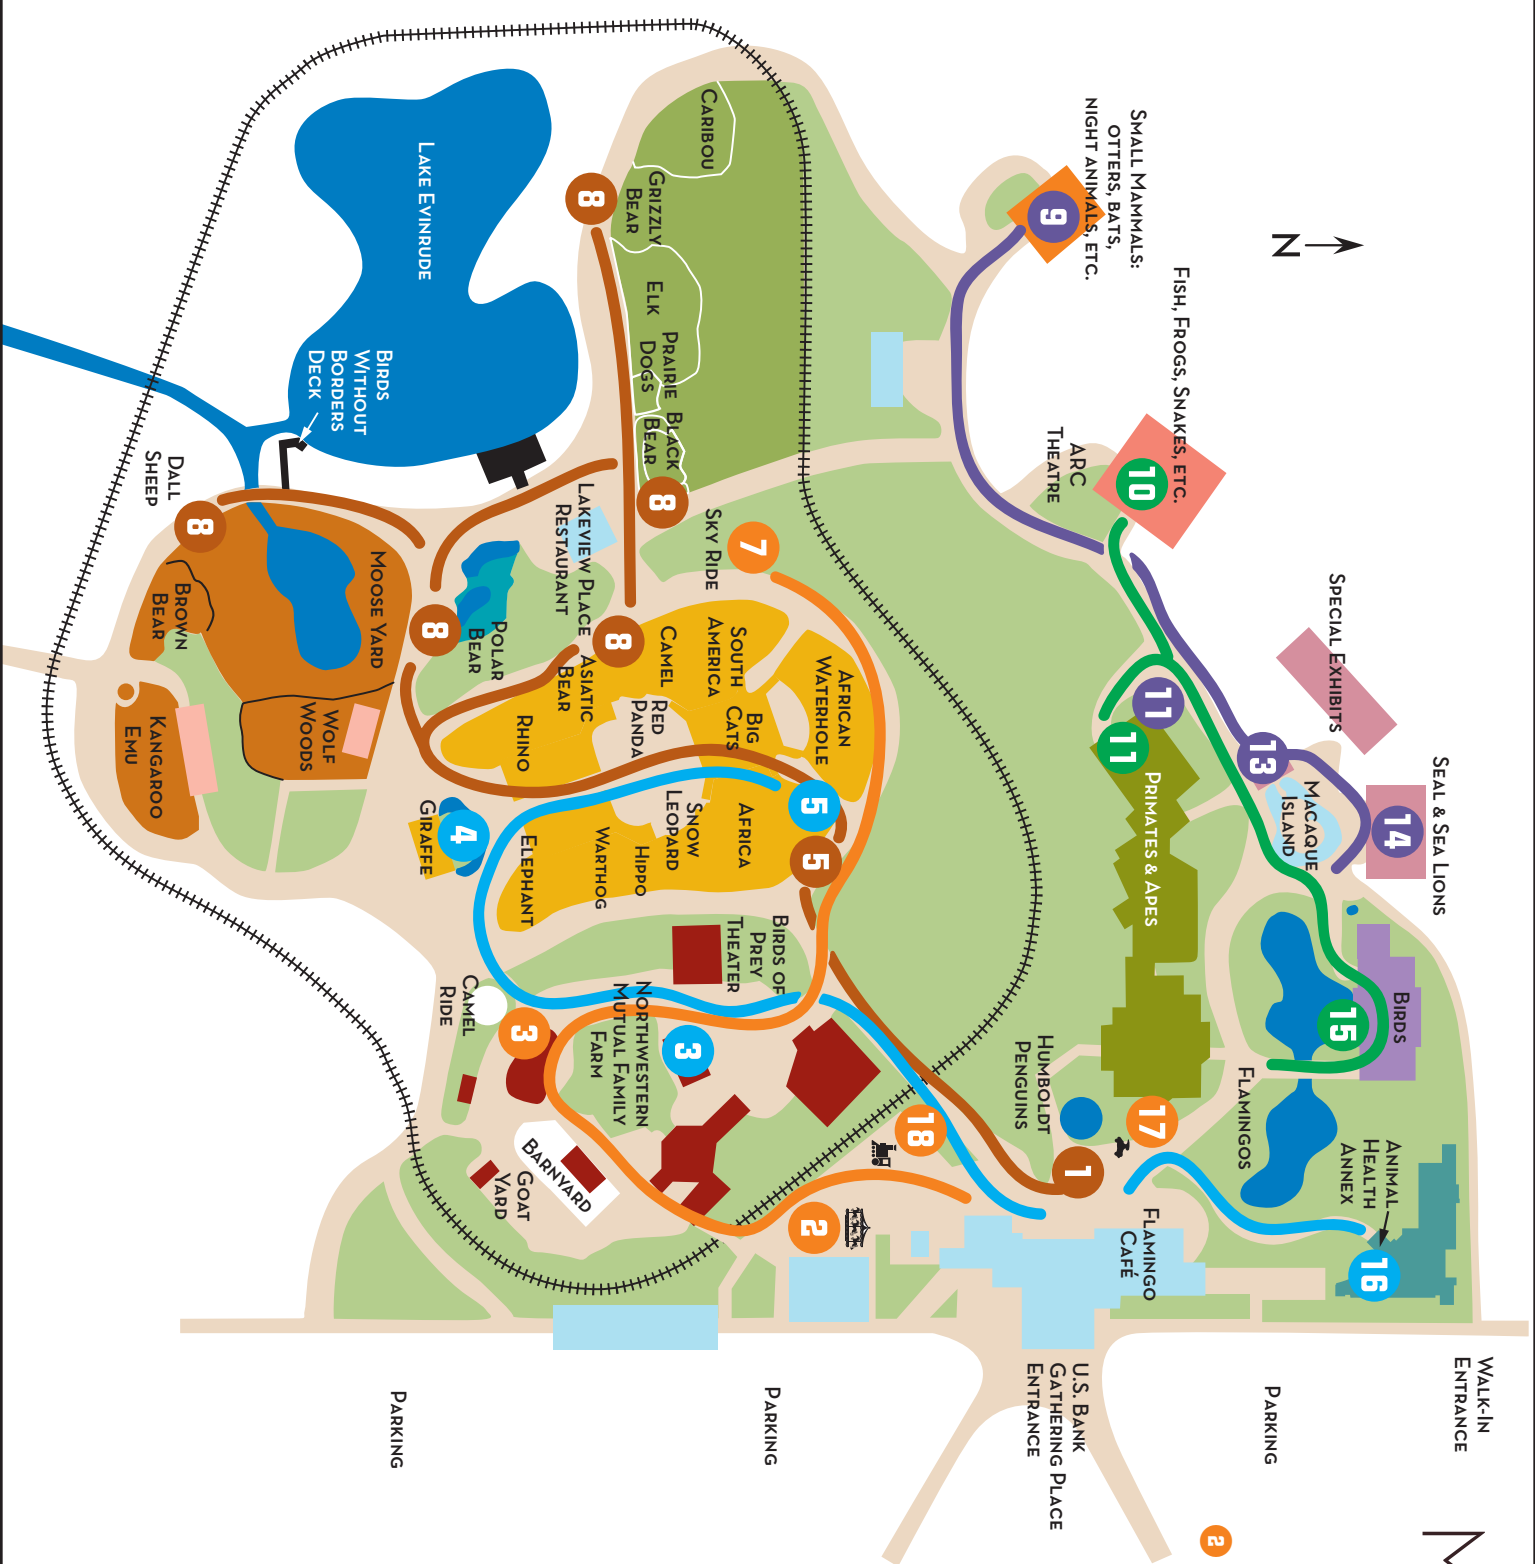 Walk-In
Entrance
Parking
U.S. Bank
Gathering Place
Entrance
Parking
Parking
2
Seal & Sea Lions
14
Special Exhibits
13
Macaque
Island
Birds
15
Animal
Health
Annex
16
Flamingos
Flamingo
Café
17
1
Humboldt
Penguins
18
2
Fish, Frogs, Snakes, etc.
10
ARC
Theatre
11
11
Primates & Apes
Small Mammals:
otters, bats,
night animals, etc.
9
N
Caribou
Grizzly
Bear
8
Elk
Prairie
Dogs
Black
Bear
8
7
Sky Ride
African
Waterhole
South
America
Camel
Big
Cats
Red
Panda
8
Asiatic
Bear
Rhino
5
5
Africa
Snow
Leopard
Hippo
Warthog
Elephant
4
Giraffe
Birds of
Prey
Theater
Northwestern
Mutual Family
Farm
3
3
Camel
Ride
Barnyard
Goat
Yard
Lake Evinrude
Birds
Without
Borders
Deck
Lakeview Place
Restaurant
Polar
Bear
8
Dall
Sheep
8
Moose Yard
Brown
Bear
Wolf
Woods
Kangaroo
Emu